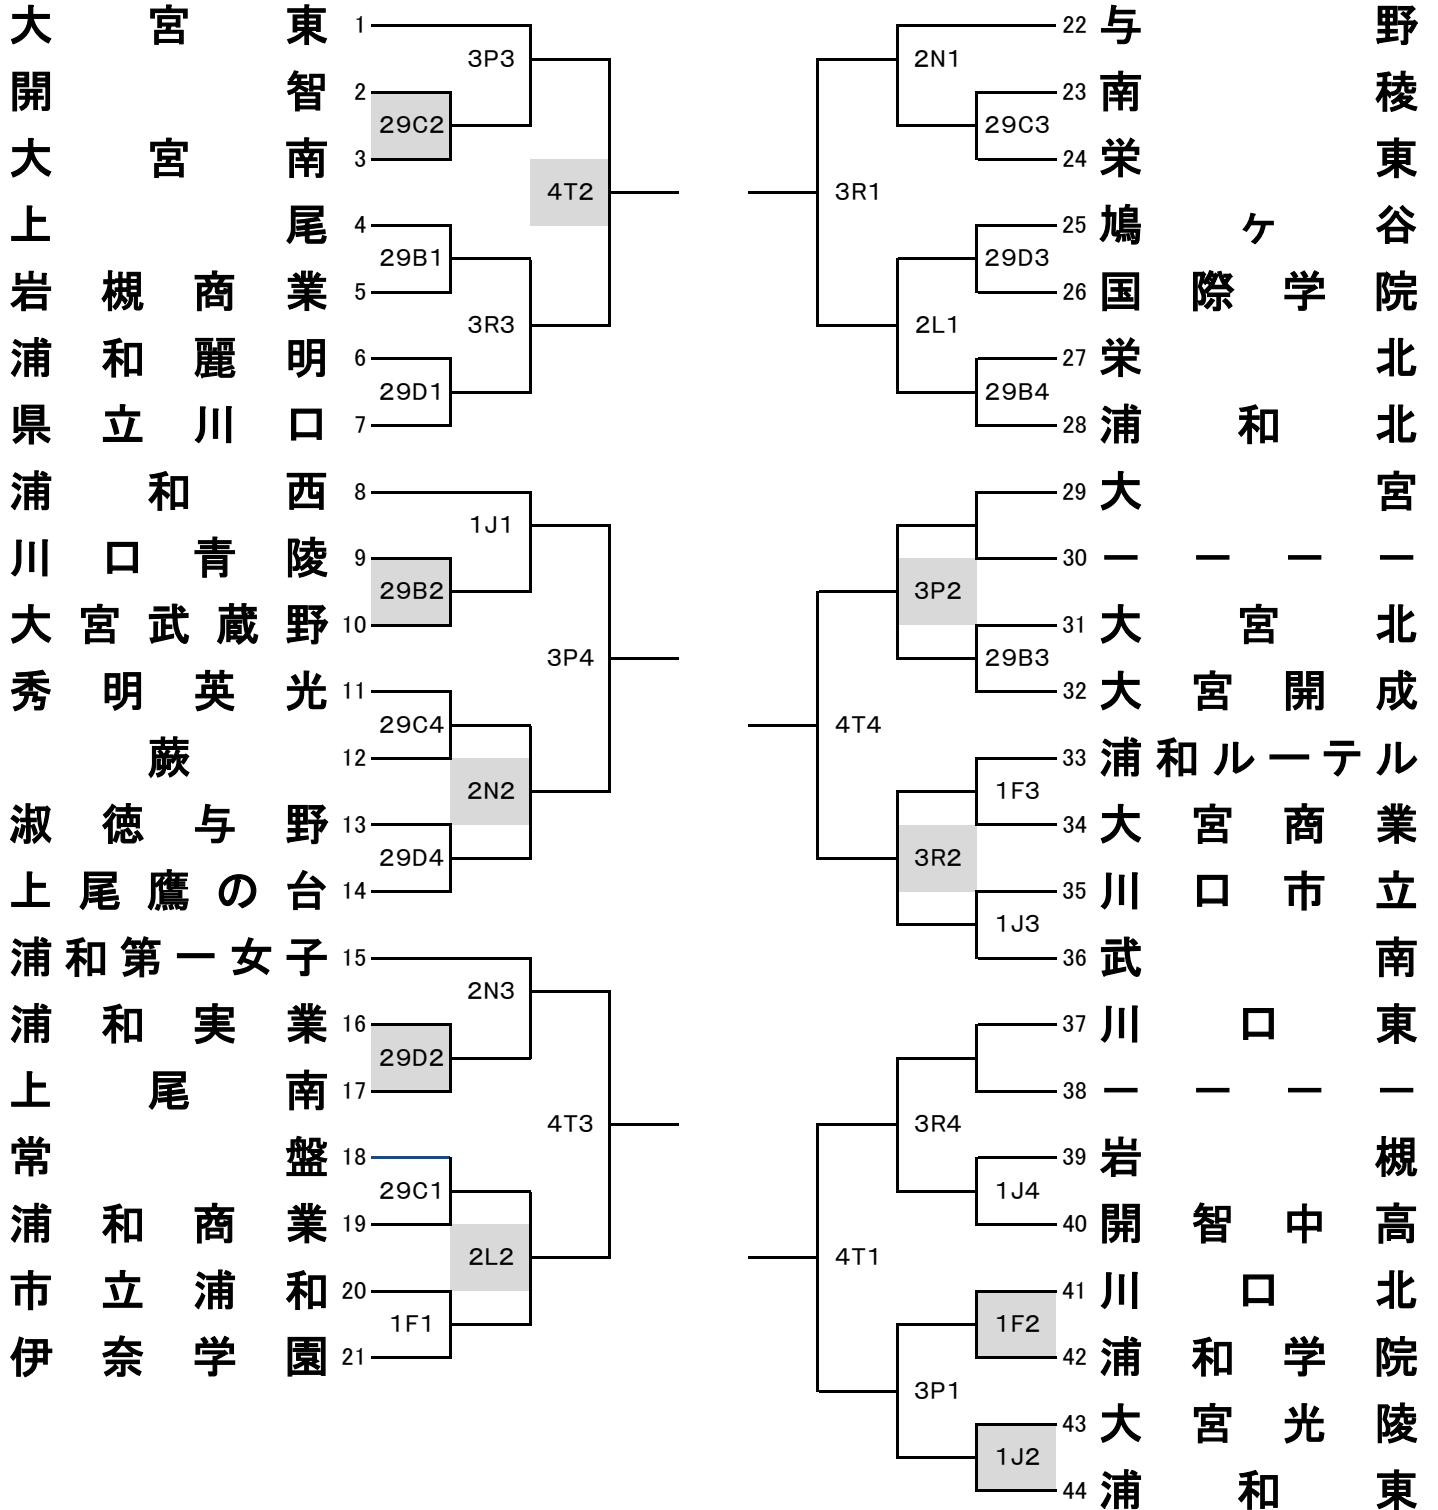 大宮東 1
3P3
開智 2
29C2
大宮南 3
4T2
上尾 4
29B1
岩槻商業 5
3R3
浦和麗明 6
29D1
県立川口 7
浦和西 8
1J1
川口青陵 9
29B2
大宮武蔵野 10
3P4
秀明英光 11
29C4
蕨 12
2N2
淑徳与野 13
29D4
上尾鷹の台 14
浦和第一女子 15
2N3
浦和実業 16
29D2
上尾南 17
4T3
常盤 18
29C1
浦和商業 19
2L2
市立浦和 20
1F1
伊奈学園 21
22 与野
2N1
23 南稜
29C3
24 栄東
3R1
25 鳩ヶ谷
29D3
26 国際学院
2L1
27 栄北
29B4
28 浦和北
29 大宮
30 ーーーー
3P2
31 大宮北
29B3
32 大宮開成
4T4
33 浦和ルーテル
1F3
34 大宮商業
3R2
35 川口市立
1J3
36 武南
37 川口東
38 ーーーー
3R4
39 岩槻
1J4
40 開智中高
4T1
41 川口北
1F2
42 浦和学院
3P1
43 大宮光陵
1J2
44 浦和東